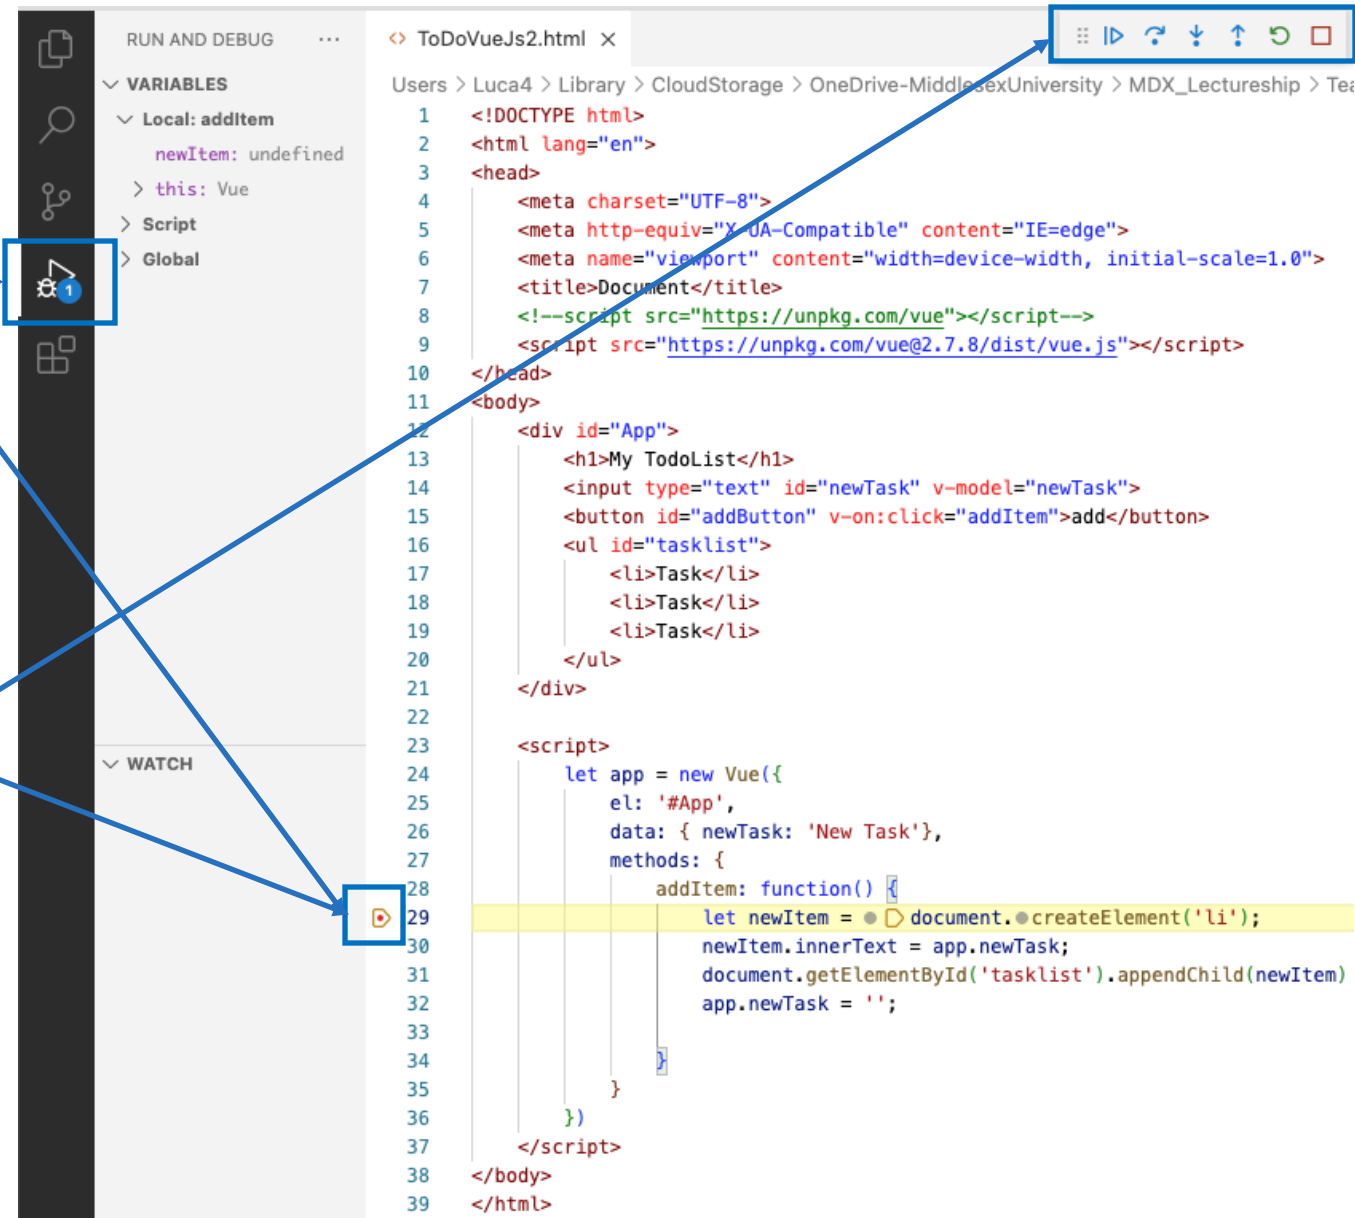 RUN AND DEBUG ···
VARIABLES
Local: addItem
newItem: undefined
this: Vue
Script
Global
1
WATCH
<> ToDoVueJs2.html ×
Users > Luca4 > Library > CloudStorage > OneDrive-MiddlesexUniversity > MDX_Lectureship > Tea
1 <!DOCTYPE html>
2 <html lang="en">
3 <head>
4 <meta charset="UTF-8">
5 <meta http-equiv="X-UA-Compatible" content="IE=edge">
6 <meta name="viewport" content="width=device-width, initial-scale=1.0">
7 <title>Document</title>
8 <!--script src="https://unpkg.com/vue"></script-->
9 <script src="https://unpkg.com/vue@2.7.8/dist/vue.js"></script>
10 </head>
11 <body>
12 <div id="App">
13 <h1>My TodoList</h1>
14 <input type="text" id="newTask" v-model="newTask">
15 <button id="addButton" v-on:click="addItem">add</button>
16 <ul id="tasklist">
17 <li>Task</li>
18 <li>Task</li>
19 <li>Task</li>
20 </ul>
21 </div>
22
23 <script>
24 let app = new Vue({
25 el: '#App',
26 data: { newTask: 'New Task'},
27 methods: {
28 addItem: function() {
29 let newItem = document.createElement('li');
30 newItem.innerText = app.newTask;
31 document.getElementById('tasklist').appendChild(newItem)
32 app.newTask = '';
33
34 }
35 }
36 })
37 </script>
38 </body>
39 </html>